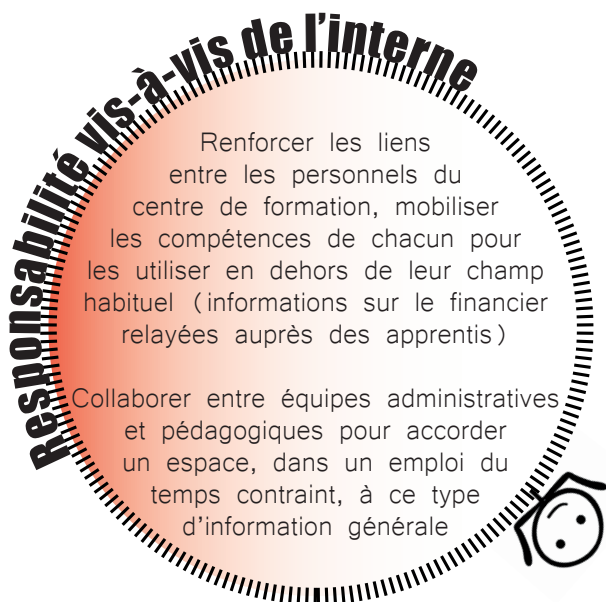 Responsabilité vis-à-vis de l'interne
Renforcer les liens
entre les personnels du
centre de formation, mobiliser
les compétences de chacun pour
les utiliser en dehors de leur champ
habituel (informations sur le financier
relayées auprès des apprentis)
Collaborer entre équipes administratives
et pédagogiques pour accorder
un espace, dans un emploi du
temps contraint, à ce type
d'information générale